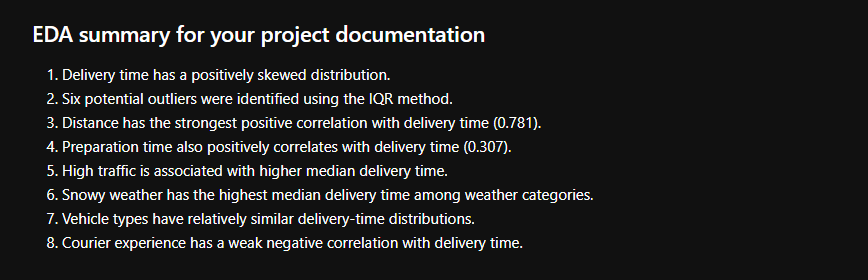 EDA summary for your project documentation
1. Delivery time has a positively skewed distribution.
2. Six potential outliers were identified using the IQR method.
3. Distance has the strongest positive correlation with delivery time (0.781).
4. Preparation time also positively correlates with delivery time (0.307).
5. High traffic is associated with higher median delivery time.
6. Snowy weather has the highest median delivery time among weather categories.
7. Vehicle types have relatively similar delivery-time distributions.
8. Courier experience has a weak negative correlation with delivery time.